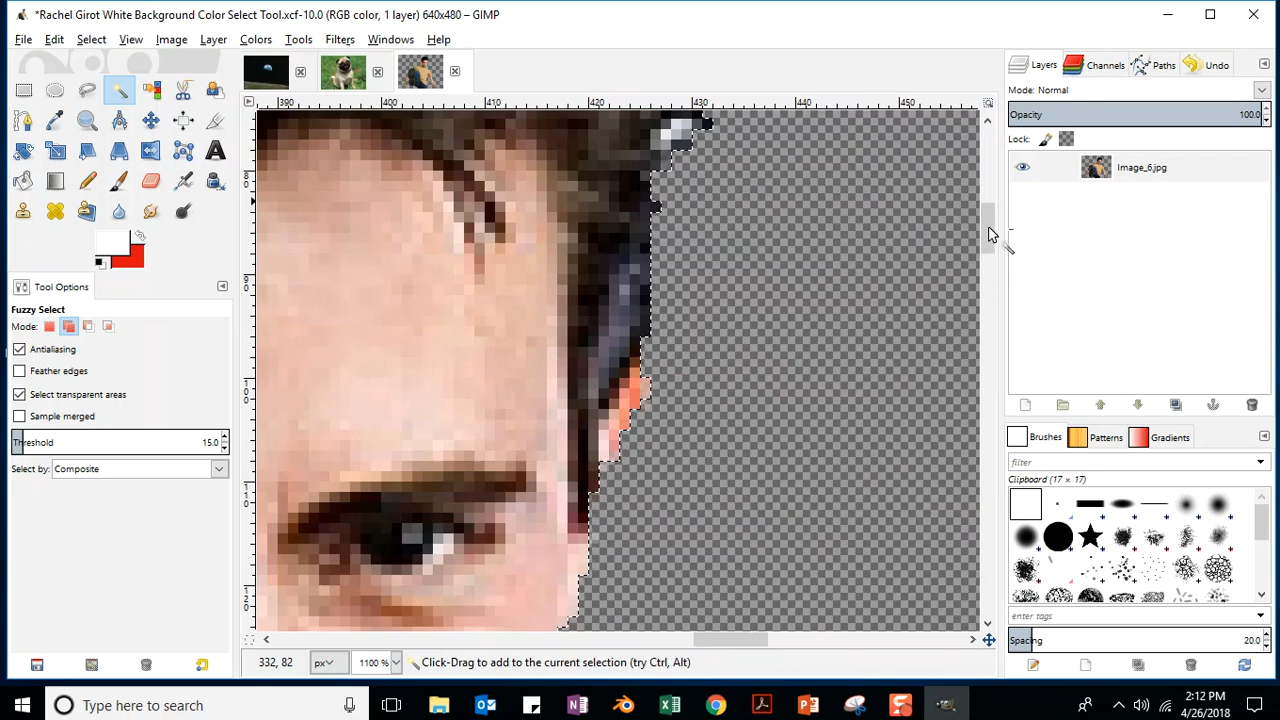 *Rachel Girot White Background Color Select Tool.xcf-10.0 (RGB color, 1 layer) 640x480 – GIMP
File Edit Select View Image Layer Colors Tools Filters Windows Help
Layers Channels Paths Undo
Mode: Normal
390 400 410 420 430 440 450
Opacity 100.0
Lock:
Image_6.jpg
80
90
100
110
120
Tool Options
Fuzzy Select
Mode:
Antialiasing
Feather edges
Select transparent areas
Sample merged
Threshold 15.0
Select by: Composite
Brushes Patterns Gradients
filter
Clipboard (17 × 17)
enter tags
Spacing 20.0
332, 82 px 1100 % Click-Drag to add to the current selection (try Ctrl, Alt)
Type here to search
2:12 PM
4/26/2018